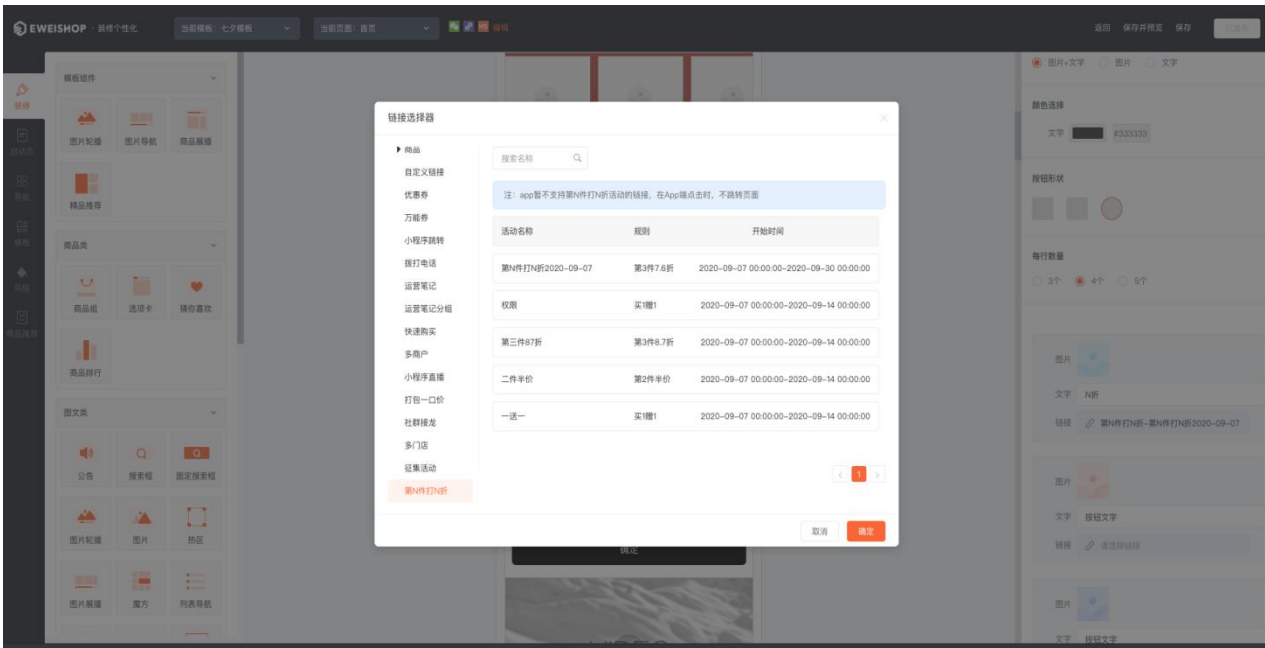 EWEISHOP · 装修个性化
当前模板：七夕模板
当前页面：首页
编辑
返回 保存并预览 保存
装修
模板组件
图片轮播 图片导航 商品展播
精品推荐
商品类
商品组 选项卡 猜你喜欢
商品排行
图文类
公告 搜索框 固定搜索框
图片轮播 图片 热区
图片展播 魔方 列表导航
商品推荐
链接选择器
商品
自定义链接
优惠券
万能券
小程序跳转
拨打电话
运营笔记
运营笔记分组
快速购买
多商户
小程序直播
打包一口价
社群接龙
多门店
征集活动
第N件打N折
搜索名称
注：app暂不支持第N件打N折活动的链接，在App端点击时，不跳转页面
活动名称 规则 开始时间
第N件打N折2020-09-07 第3件7.6折 2020-09-07 00:00:00-2020-09-30 00:00:00
权限 买1赠1 2020-09-07 00:00:00-2020-09-14 00:00:00
第三件87折 第3件8.7折 2020-09-07 00:00:00-2020-09-14 00:00:00
二件半价 第2件半价 2020-09-07 00:00:00-2020-09-14 00:00:00
一送一 买1赠1 2020-09-07 00:00:00-2020-09-14 00:00:00
1
取消 确定
确定
图片+文字 图片 文字
颜色选择
文字 #333333
按钮形状
每行数量
3个 4个 5个
图片
文字 N折
链接 第N件打N折-第N件打N折2020-09-07
图片
文字 按钮文字
链接 请选择链接
图片
文字 按钮文字